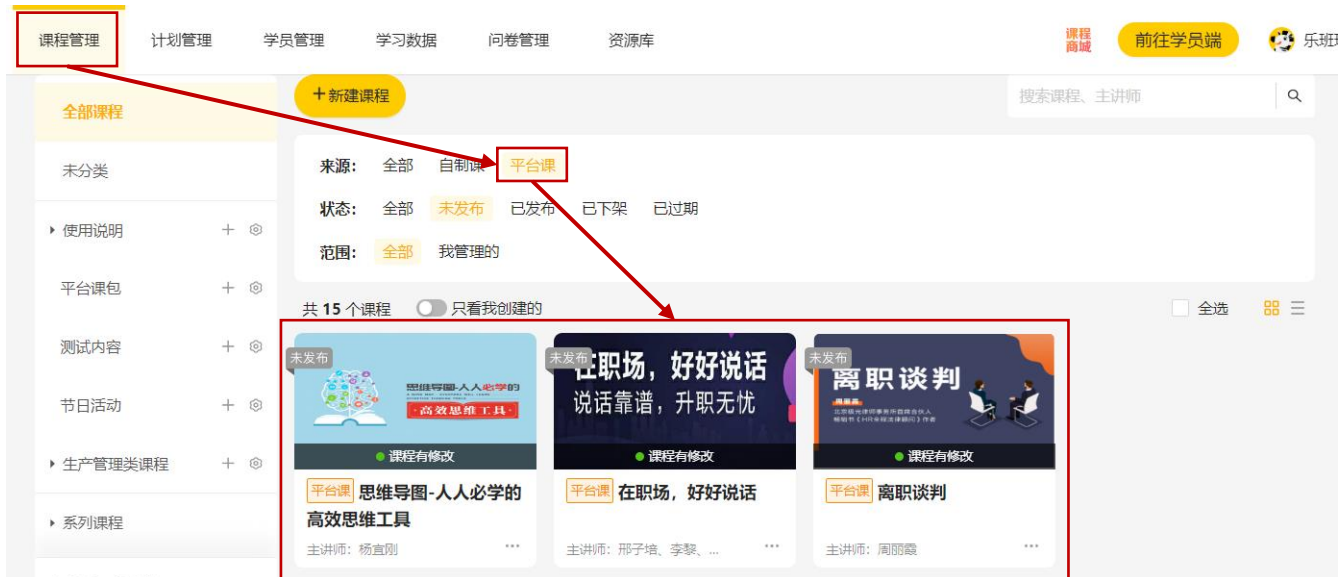 课程管理 计划管理 学员管理 学习数据 问卷管理 资源库 课程商城 前往学员端
全部课程
未分类
使用说明
平台课包
测试内容
节日活动
生产管理类课程
系列课程
+新建课程
搜索课程、主讲师
来源： 全部 自制课 平台课
状态： 全部 未发布 已发布 已下架 已过期
范围： 全部 我管理的
共 15 个课程 只看我创建的 全选
未发布
思维导图-人人必学的
·高效思维工具·
课程有修改
平台课 思维导图-人人必学的
高效思维工具
主讲师：杨宜刚 ...
未发布
在职场，好好说话
说话靠谱，升职无忧
课程有修改
平台课 在职场，好好说话
主讲师：邢子培、李黎、... ...
未发布
离职谈判
课程有修改
平台课 离职谈判
主讲师：周丽霞 ...